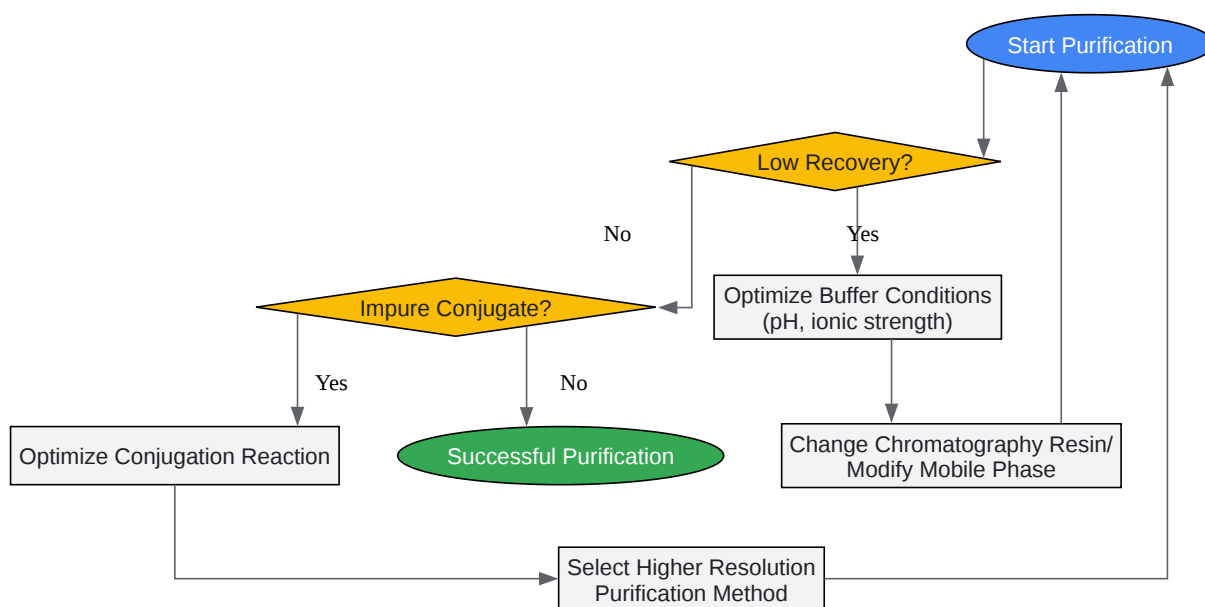 Start Purification
Low Recovery?
No
Yes
Impure Conjugate?
Optimize Buffer Conditions
(pH, ionic strength)
Yes
No
Optimize Conjugation Reaction
Successful Purification
Change Chromatography Resin/
Modify Mobile Phase
Select Higher Resolution
Purification Method